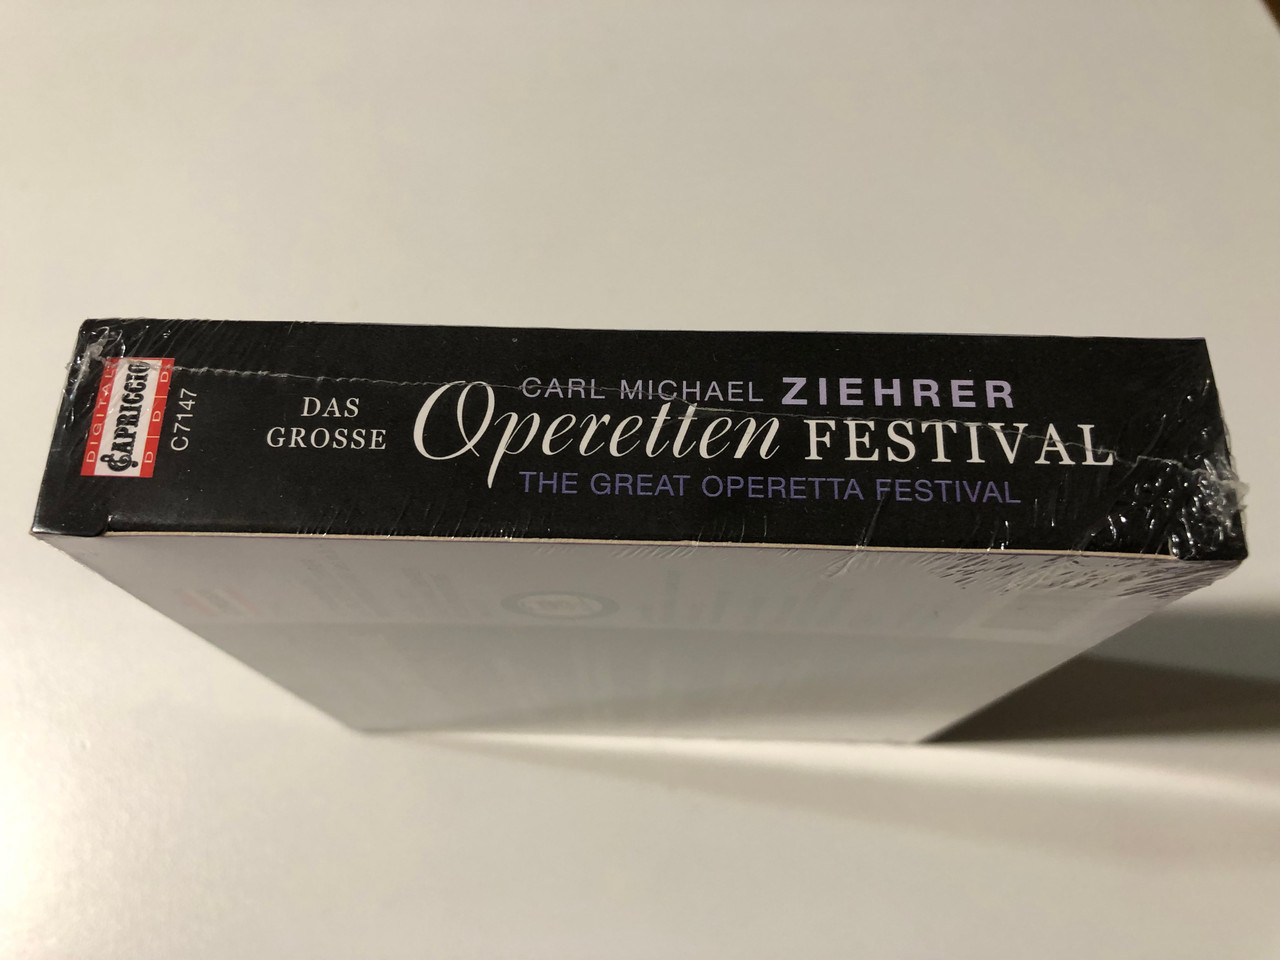 DIGITAL
CAPRICCIO
D D D
C7147
DAS
GROSSE
CARL MICHAEL ZIEHRER
Operetten FESTIVAL
THE GREAT OPERETTA FESTIVAL